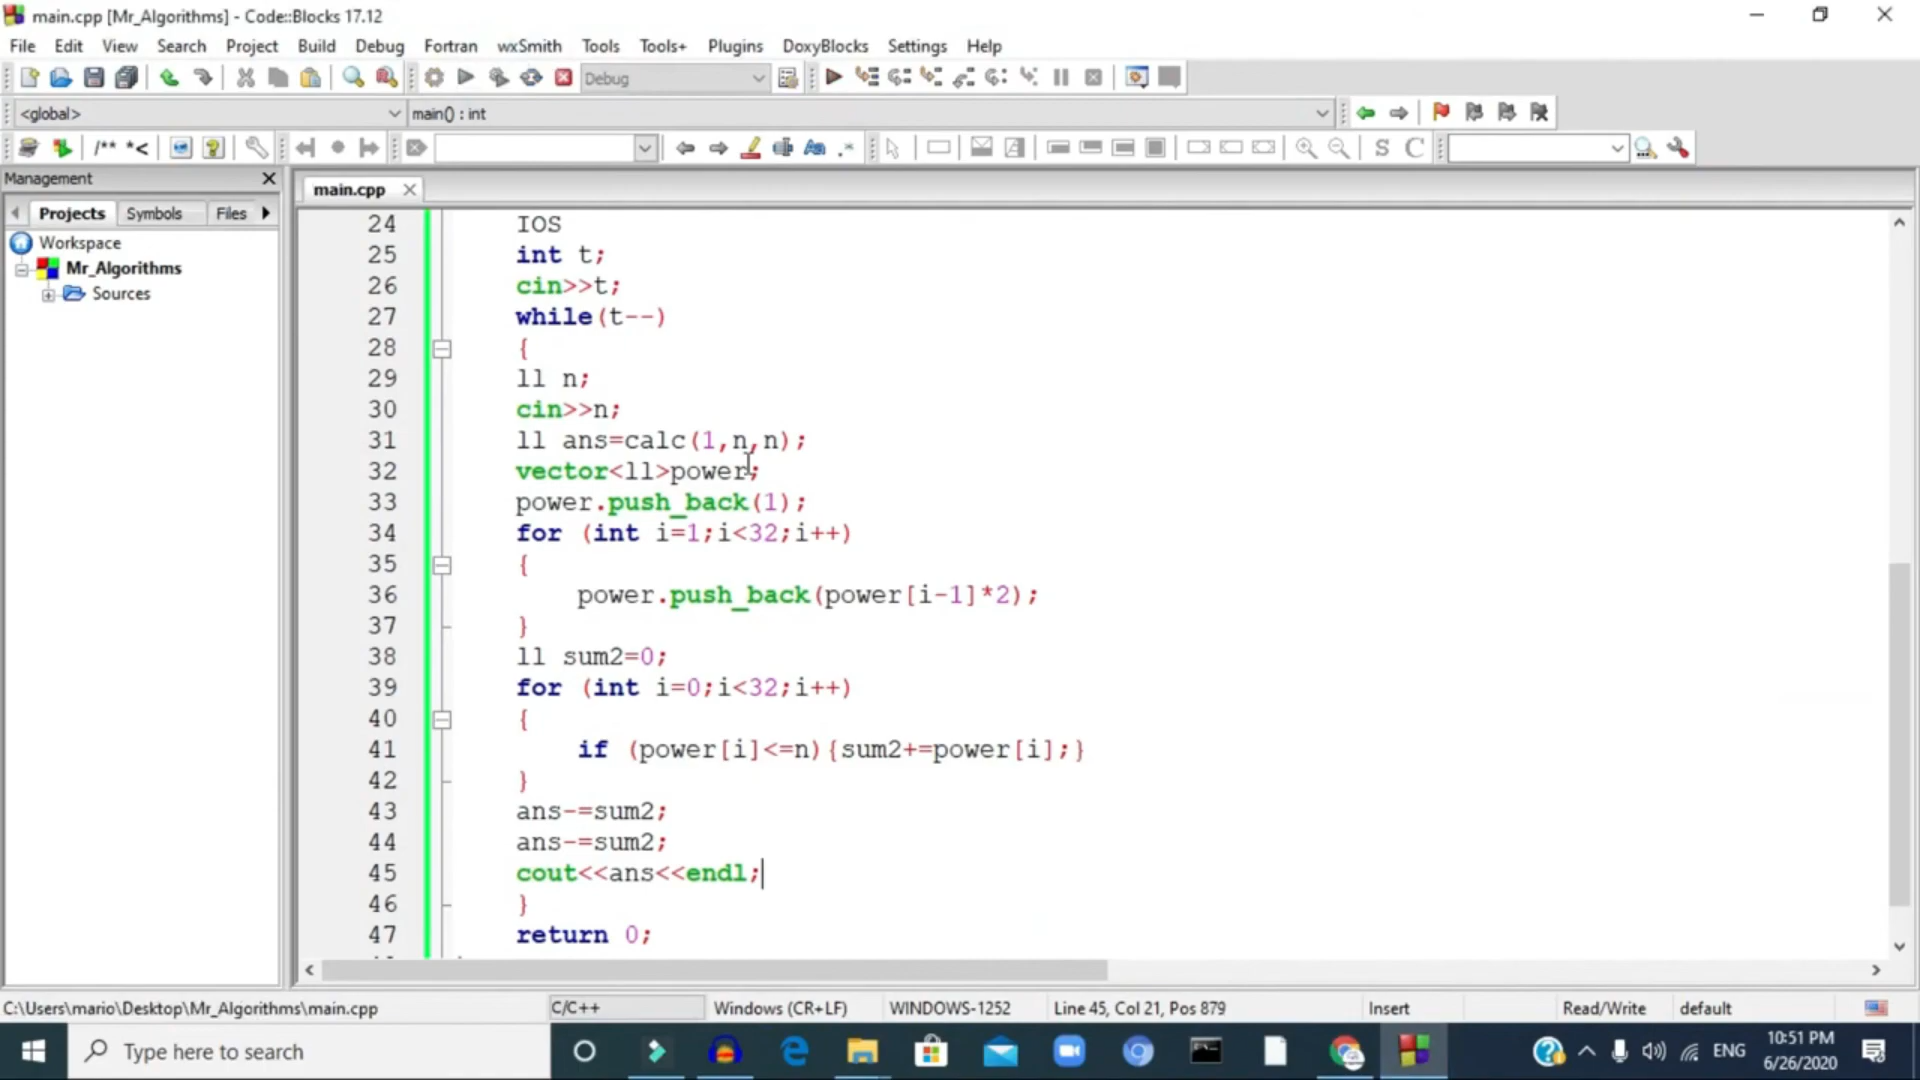 main.cpp [Mr_Algorithms] - Code::Blocks 17.12
File Edit View Search Project Build Debug Fortran wxSmith Tools Tools+ Plugins DoxyBlocks Settings Help
Debug
<global> main() : int
/** *<
S C
Management
main.cpp
Projects Symbols Files
Workspace
Mr_Algorithms
Sources
24 IOS
25 int t;
26 cin>>t;
27 while(t--)
28 {
29 ll n;
30 cin>>n;
31 ll ans=calc(1,n,n);
32 vector<ll>power;
33 power.push_back(1);
34 for (int i=1;i<32;i++)
35 {
36 power.push_back(power[i-1]*2);
37 }
38 ll sum2=0;
39 for (int i=0;i<32;i++)
40 {
41 if (power[i]<=n){sum2+=power[i];}
42 }
43 ans-=sum2;
44 ans-=sum2;
45 cout<<ans<<endl;
46 }
47 return 0;
C:\Users\mario\Desktop\Mr_Algorithms\main.cpp C/C++ Windows (CR+LF) WINDOWS-1252 Line 45, Col 21, Pos 879 Insert Read/Write default
Type here to search
ENG
10:51 PM
6/26/2020